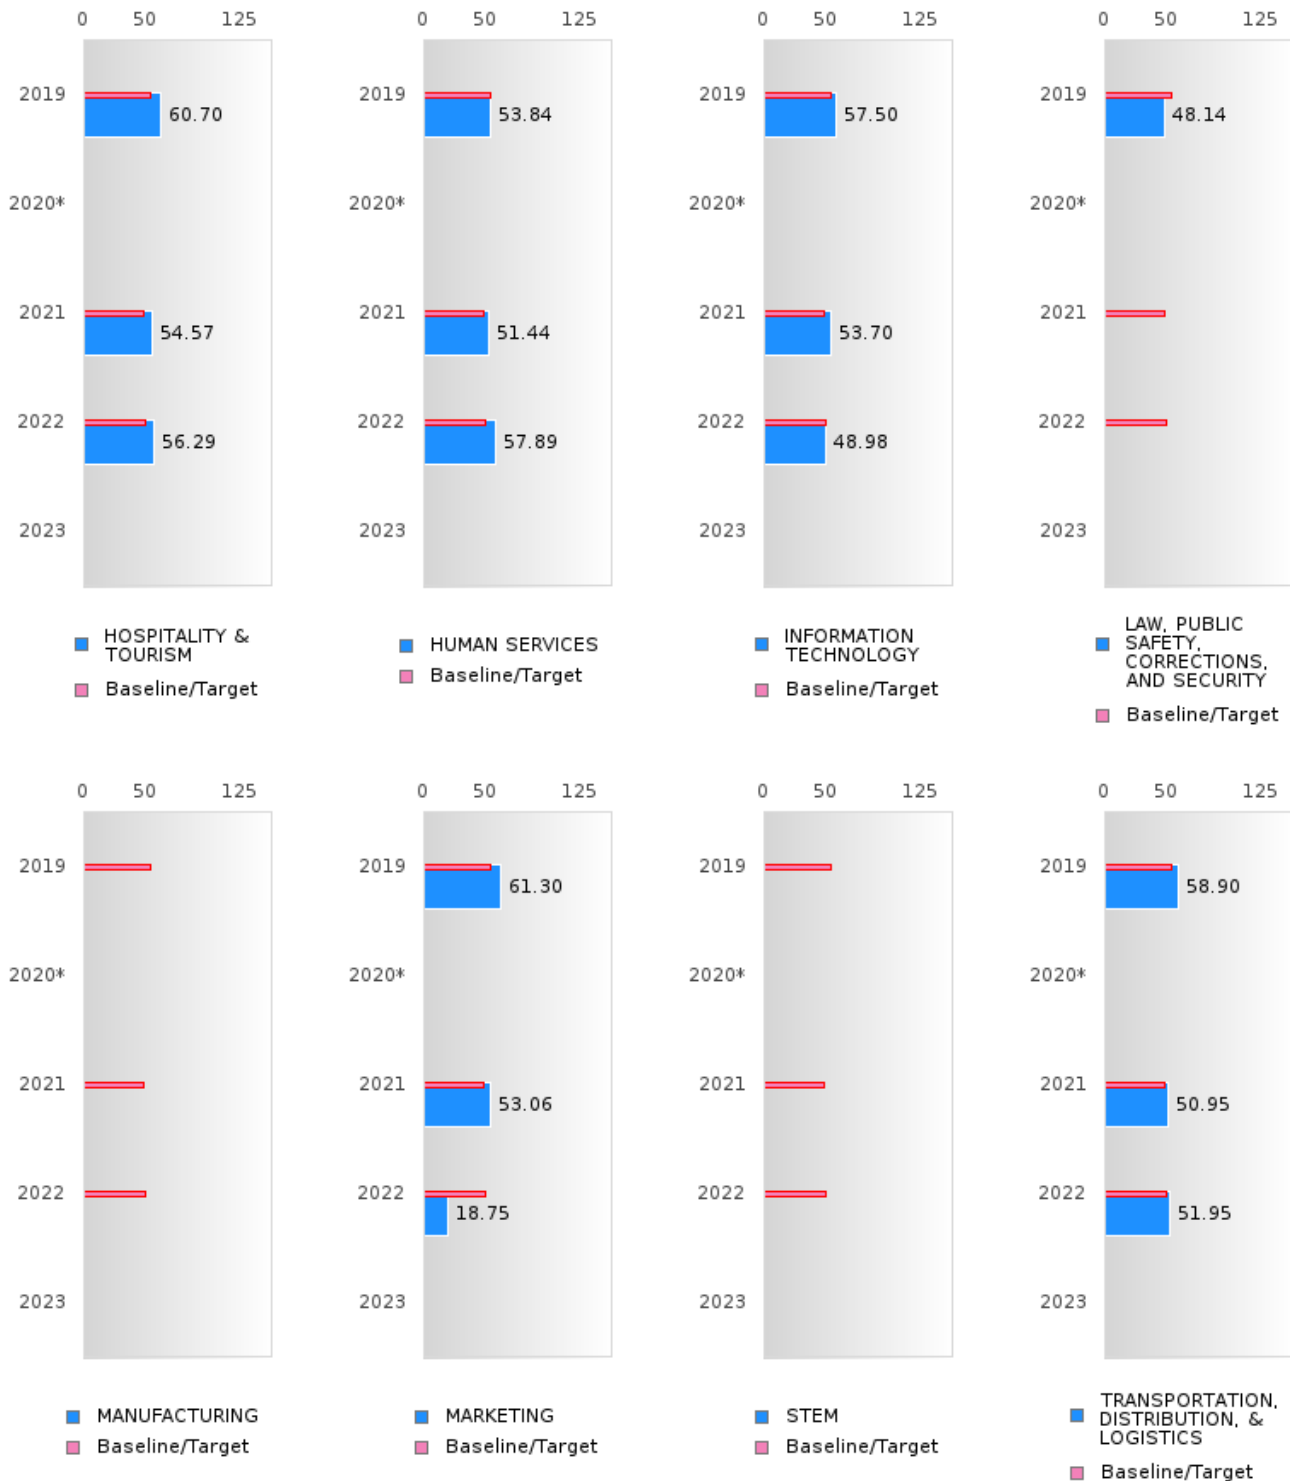 0 50 125 0 50 125 0 50 125 0 50 125
2019 60.70 2019 53.84 2019 57.50 2019 48.14
2020* 2020* 2020* 2020*
2021 54.57 2021 51.44 2021 53.70 2021
2022 56.29 2022 57.89 2022 48.98 2022
2023 2023 2023 2023
HOSPITALITY &
TOURISM
Baseline/Target
HUMAN SERVICES
Baseline/Target
INFORMATION
TECHNOLOGY
Baseline/Target
LAW, PUBLIC
SAFETY,
CORRECTIONS,
AND SECURITY
Baseline/Target
0 50 125 0 50 125 0 50 125 0 50 125
2019 2019 61.30 2019 2019 58.90
2020* 2020* 2020* 2020*
2021 2021 53.06 2021 2021 50.95
2022 2022 18.75 2022 2022 51.95
2023 2023 2023 2023
MANUFACTURING
Baseline/Target
MARKETING
Baseline/Target
STEM
Baseline/Target
TRANSPORTATION,
DISTRIBUTION, &
LOGISTICS
Baseline/Target